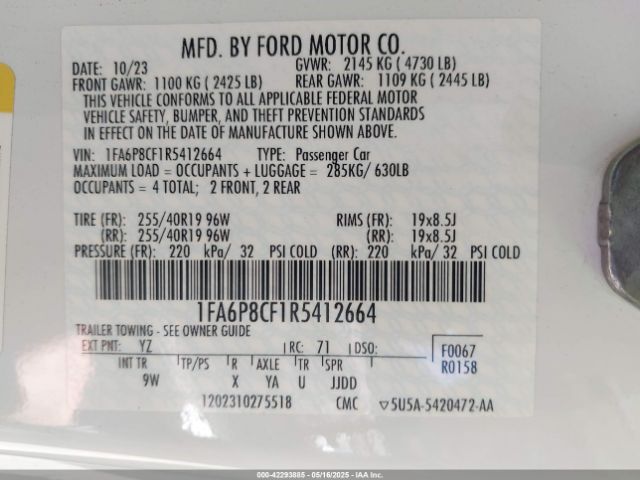 MFD. BY FORD MOTOR CO.
DATE: 10/23 GVWR: 2145 KG ( 4730 LB)
FRONT GAWR: 1100 KG ( 2425 LB) REAR GAWR: 1109 KG ( 2445 LB)
THIS VEHICLE CONFORMS TO ALL APPLICABLE FEDERAL MOTOR
VEHICLE SAFETY, BUMPER, AND THEFT PREVENTION STANDARDS
IN EFFECT ON THE DATE OF MANUFACTURE SHOWN ABOVE.
VIN: 1FA6P8CF1R5412664 TYPE: Passenger Car
MAXIMUM LOAD = OCCUPANTS + LUGGAGE = 285KG/ 630LB
OCCUPANTS = 4 TOTAL; 2 FRONT, 2 REAR
TIRE (FR): 255/40R19 96W RIMS (FR): 19x8.5J
(RR): 255/40R19 96W (RR): 19x8.5J
PRESSURE (FR): 220 kPa/ 32 PSI COLD (RR): 220 kPa/ 32 PSI COLD
1FA6P8CF1R5412664
TRAILER TOWING - SEE OWNER GUIDE
EXT PNT: YZ RC: 71 DSO: F0067
R0158
INT TR TP/PS R AXLE TR SPR
9W X YA U JJDD
1202310275518 CMC ▽5U5A-5420472-AA
000-42293885 - 05/16/2025 - IAA Inc.